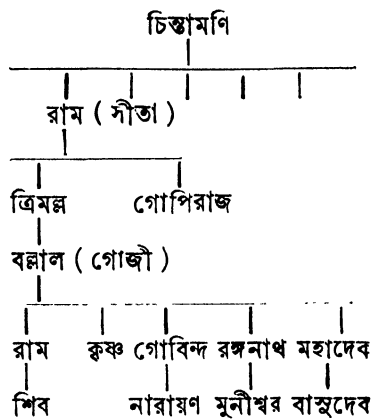 চিন্তামণি
রাম ( সীতা )
ত্রিমল্ল গোপিরাজ
বল্লাল ( গোজী )
রাম কৃষ্ণ গোবিন্দ রঙ্গনাথ মহাদেব
শিব নারায়ণ মুনীশ্বর বাসুদেব